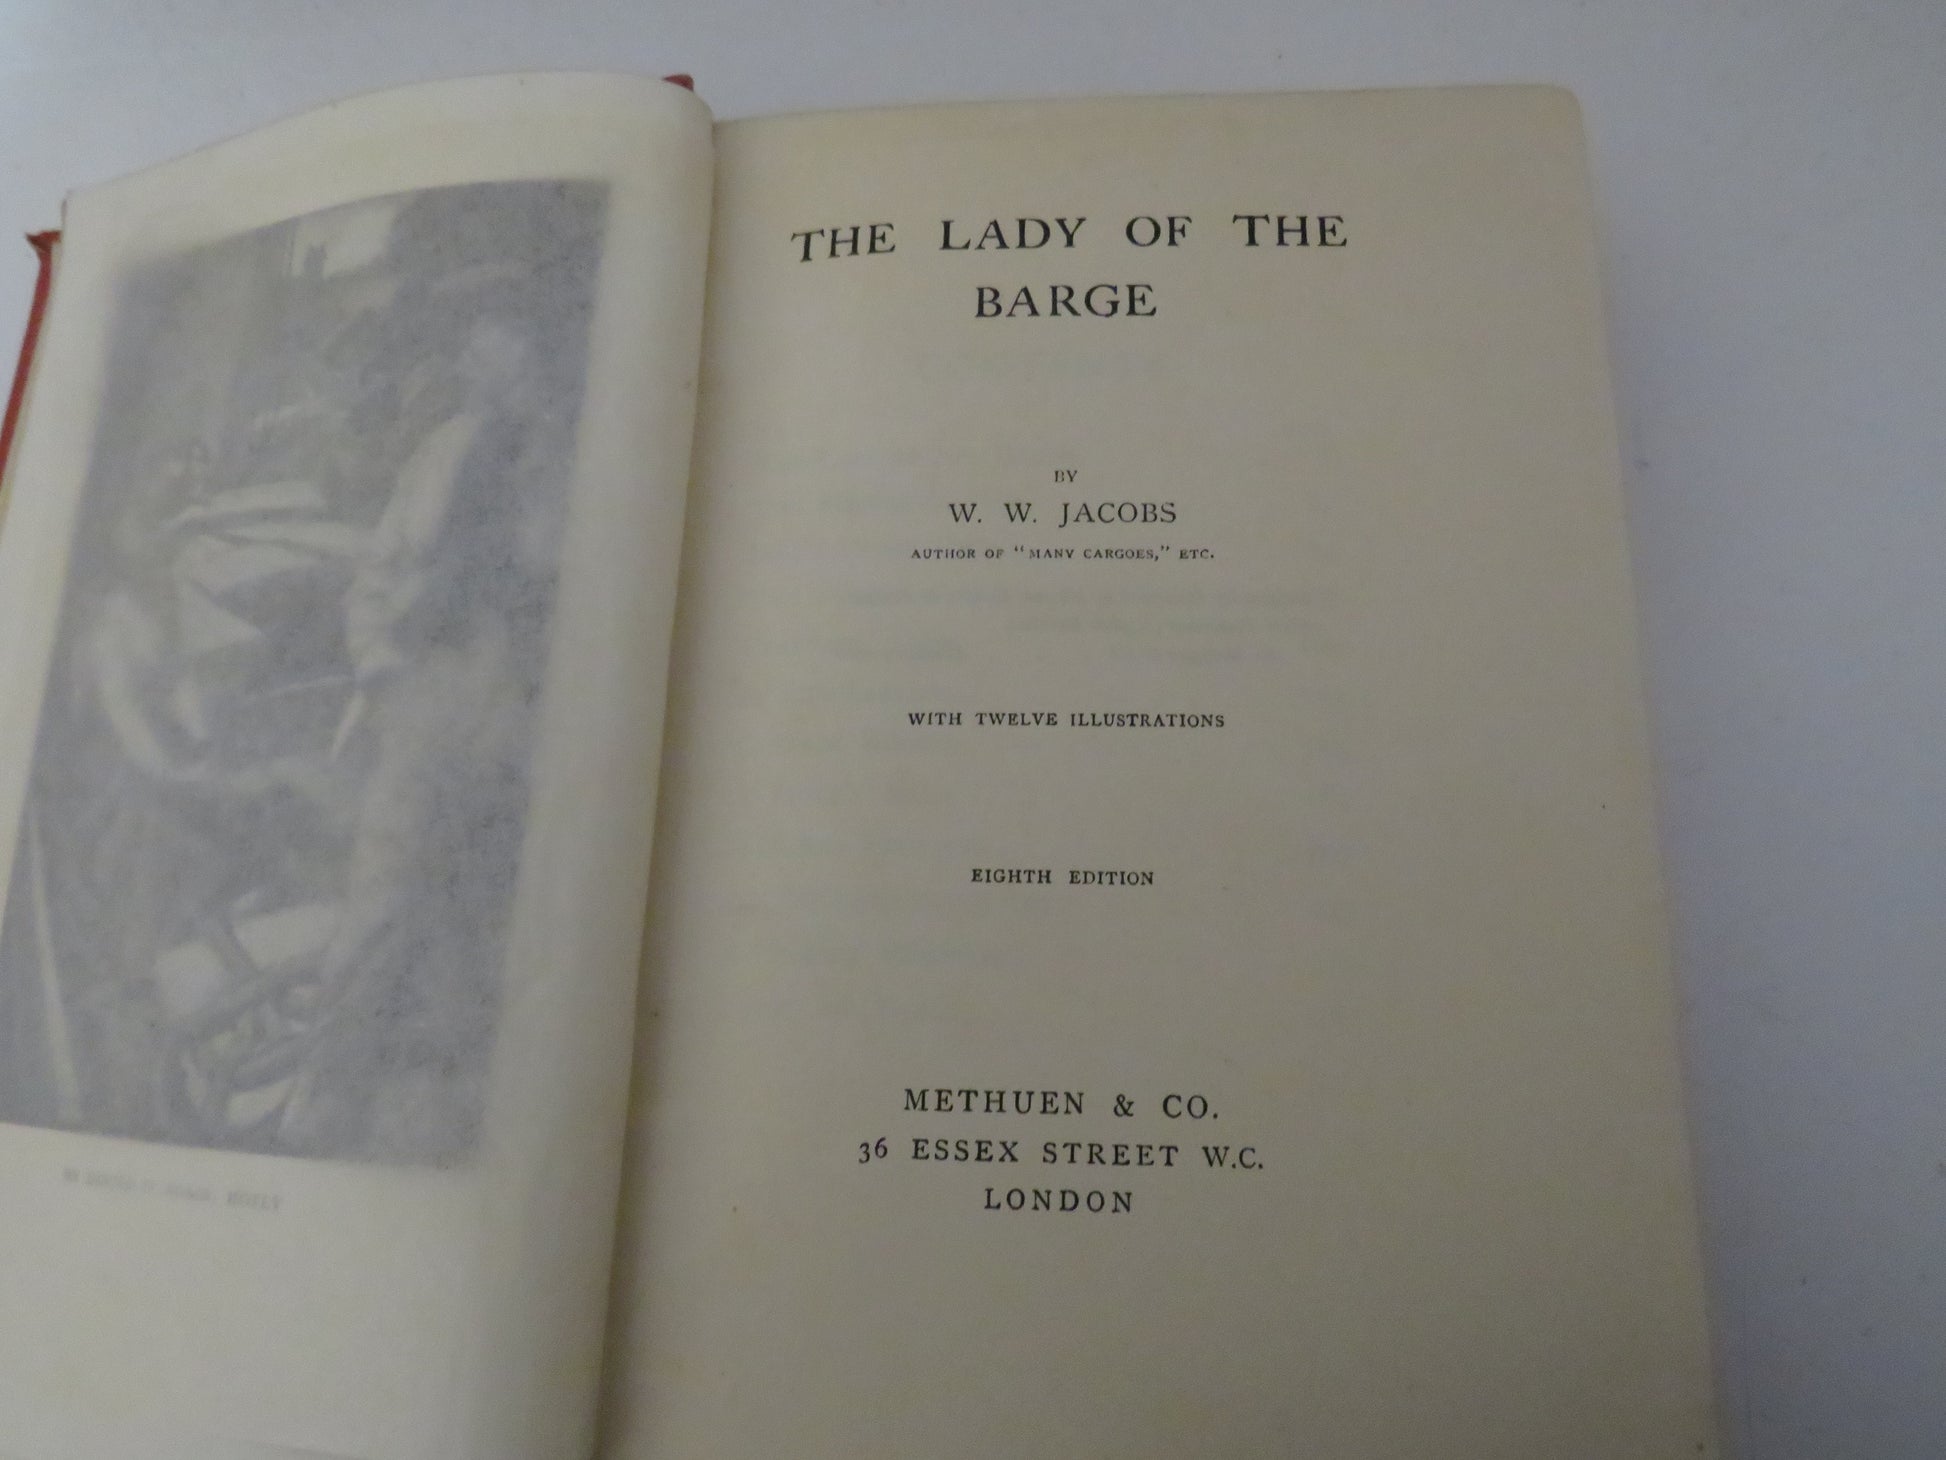 THE LADY OF THE
BARGE
BY
W. W. JACOBS
AUTHOR OF "MANY CARGOES," ETC.
WITH TWELVE ILLUSTRATIONS
EIGHTH EDITION
METHUEN & CO.
36 ESSEX STREET W.C.
LONDON